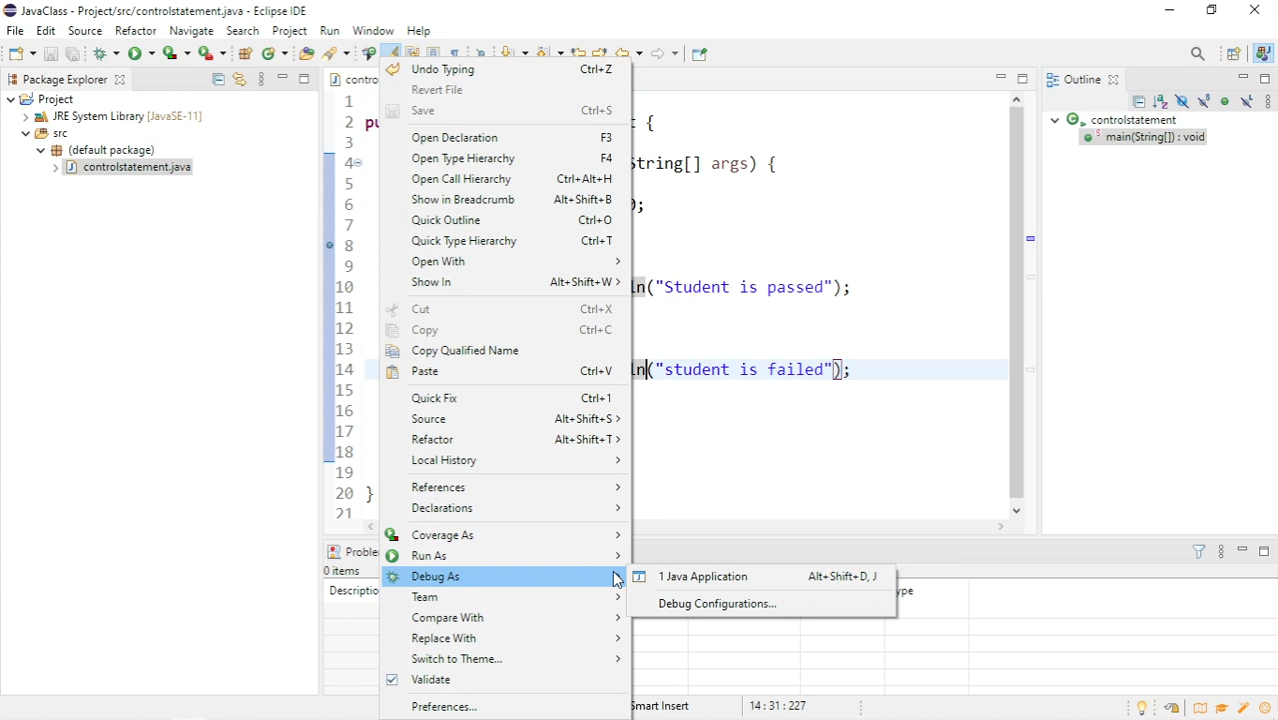 JavaClass - Project/src/controlstatement.java - Eclipse IDE
File Edit Source Refactor Navigate Search Project Run Window Help
Package Explorer
Project
JRE System Library [JavaSE-11]
src
(default package)
controlstatement.java
1
2
3
4
5
6
7
8
9
10
11
12
13
14
15
16
17
18
19
20 }
21
{
String[] args) {
;
ln("Student is passed");
ln("student is failed");
Undo Typing Ctrl+Z
Revert File
Save Ctrl+S
Open Declaration F3
Open Type Hierarchy F4
Open Call Hierarchy Ctrl+Alt+H
Show in Breadcrumb Alt+Shift+B
Quick Outline Ctrl+O
Quick Type Hierarchy Ctrl+T
Open With
Show In Alt+Shift+W
Cut Ctrl+X
Copy Ctrl+C
Copy Qualified Name
Paste Ctrl+V
Quick Fix Ctrl+1
Source Alt+Shift+S
Refactor Alt+Shift+T
Local History
References
Declarations
Coverage As
Run As
Debug As
Team
Compare With
Replace With
Switch to Theme...
Validate
Preferences...
1 Java Application Alt+Shift+D, J
Debug Configurations...
Outline
controlstatement
main(String[]) : void
0 items
Smart Insert
14 : 31 : 227